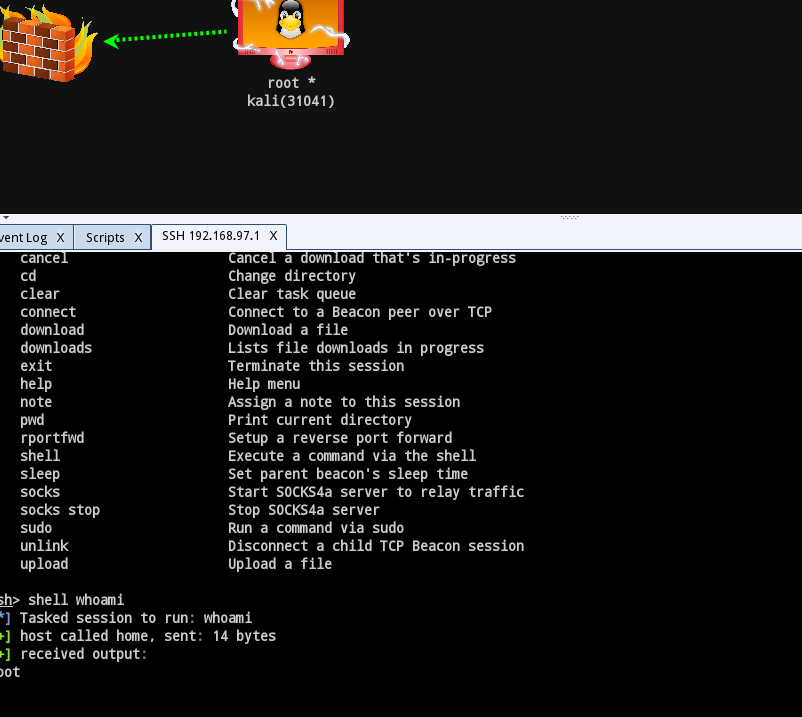 root *
kali(31041)
vent Log X Scripts X SSH 192.168.97.1 X
cancel Cancel a download that's in-progress
cd Change directory
clear Clear task queue
connect Connect to a Beacon peer over TCP
download Download a file
downloads Lists file downloads in progress
exit Terminate this session
help Help menu
note Assign a note to this session
pwd Print current directory
rportfwd Setup a reverse port forward
shell Execute a command via the shell
sleep Set parent beacon's sleep time
socks Start SOCKS4a server to relay traffic
socks stop Stop SOCKS4a server
sudo Run a command via sudo
unlink Disconnect a child TCP Beacon session
upload Upload a file
sh> shell whoami
*] Tasked session to run: whoami
+] host called home, sent: 14 bytes
+] received output:
oot